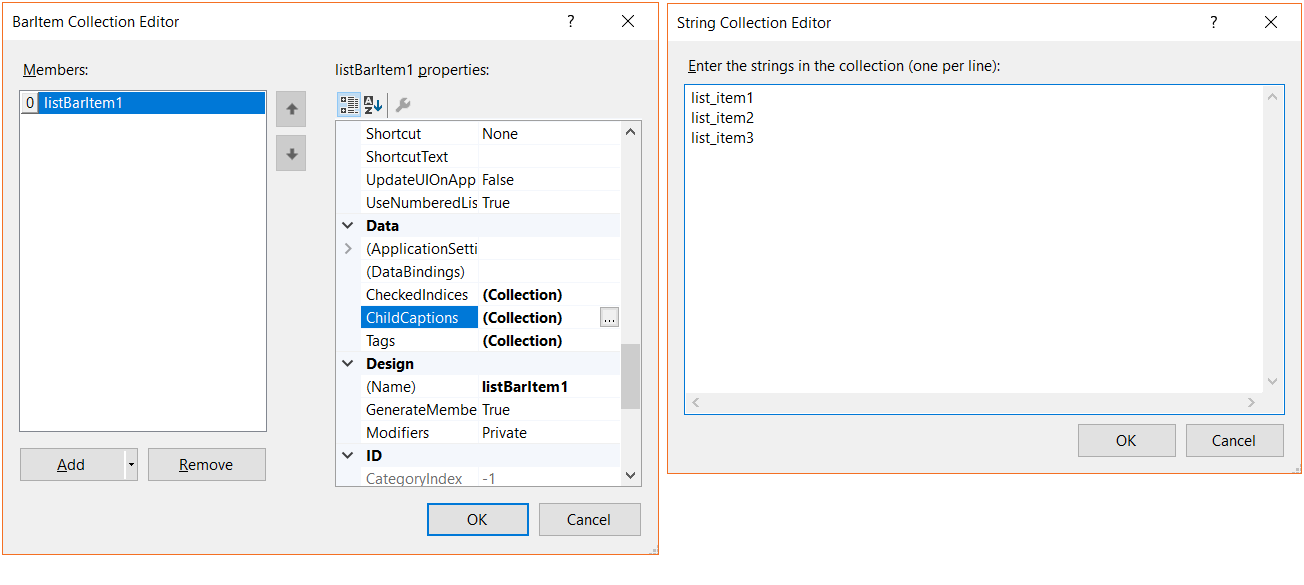 BarItem Collection Editor
?
Members:
0 listBarItem1
Add
Remove
listBarItem1 properties:
Shortcut None
ShortcutText
UpdateUIOnApp False
UseNumberedLis True
Data
(ApplicationSetti
(DataBindings)
CheckedIndices (Collection)
ChildCaptions (Collection) ...
Tags (Collection)
Design
(Name) listBarItem1
GenerateMembe True
Modifiers Private
ID
CategoryIndex -1
OK
Cancel
String Collection Editor
?
Enter the strings in the collection (one per line):
list_item1
list_item2
list_item3
OK
Cancel